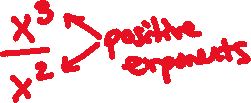 x³
x²
positive
exponents